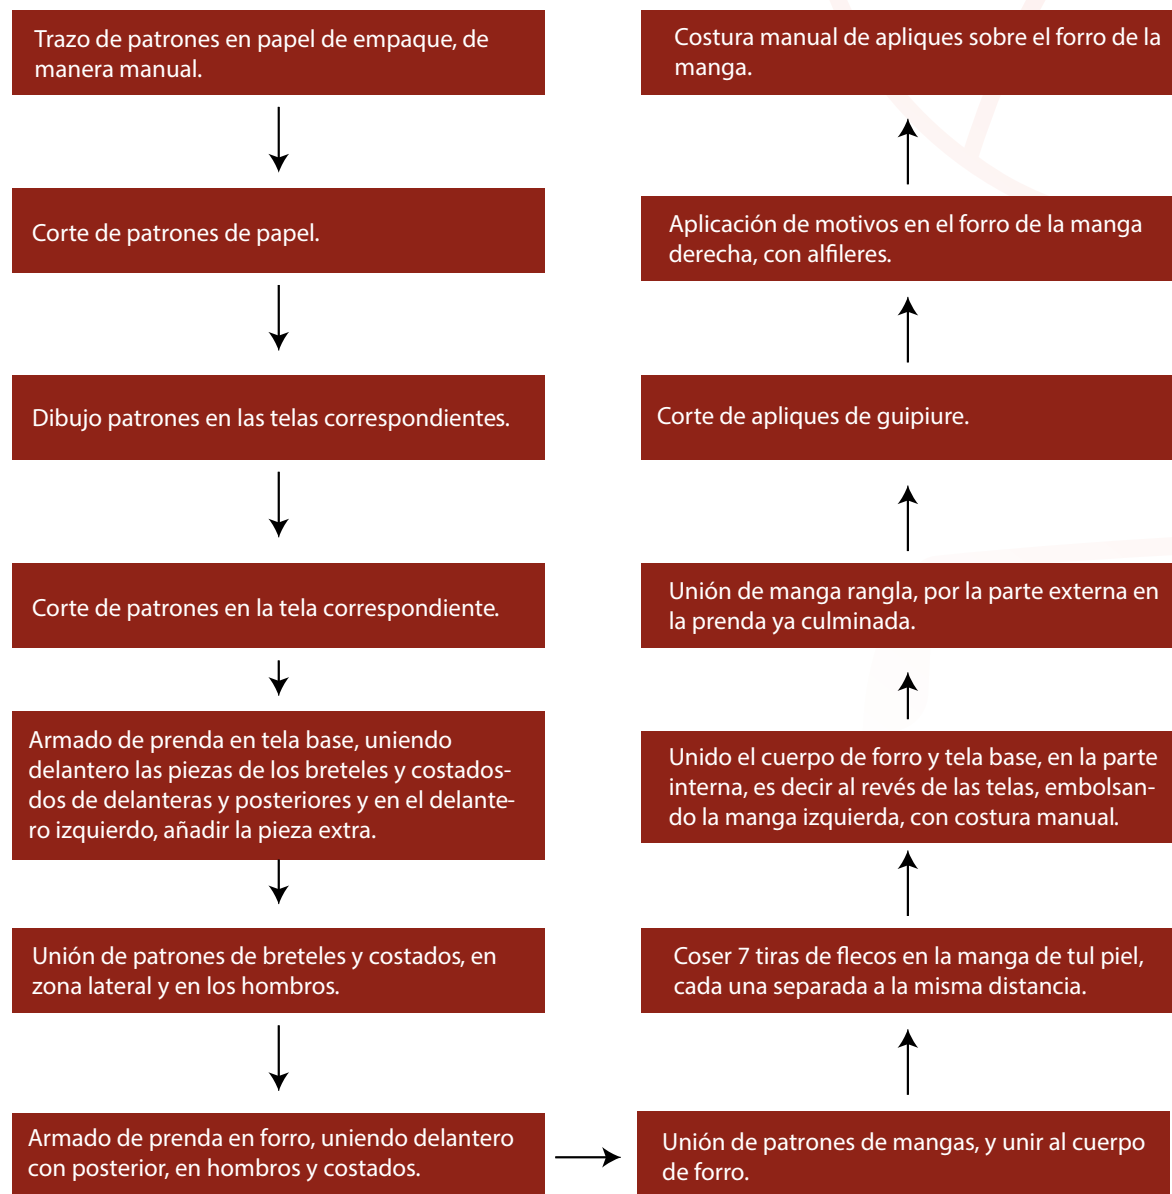 Trazo de patrones en papel de empaque, de
manera manual.
Corte de patrones de papel.
Dibujo patrones en las telas correspondientes.
Corte de patrones en la tela correspondiente.
Armado de prenda en tela base, uniendo
delantero las piezas de los breteles y costados-
dos de delanteras y posteriores y en el delante-
ro izquierdo, añadir la pieza extra.
Unión de patrones de breteles y costados, en
zona lateral y en los hombros.
Armado de prenda en forro, uniendo delantero
con posterior, en hombros y costados.
Unión de patrones de mangas, y unir al cuerpo
de forro.
Coser 7 tiras de flecos en la manga de tul piel,
cada una separada a la misma distancia.
Unido el cuerpo de forro y tela base, en la parte
interna, es decir al revés de las telas, embolsan-
do la manga izquierda, con costura manual.
Unión de manga rangla, por la parte externa en
la prenda ya culminada.
Corte de apliques de guipiure.
Aplicación de motivos en el forro de la manga
derecha, con alfileres.
Costura manual de apliques sobre el forro de la
manga.